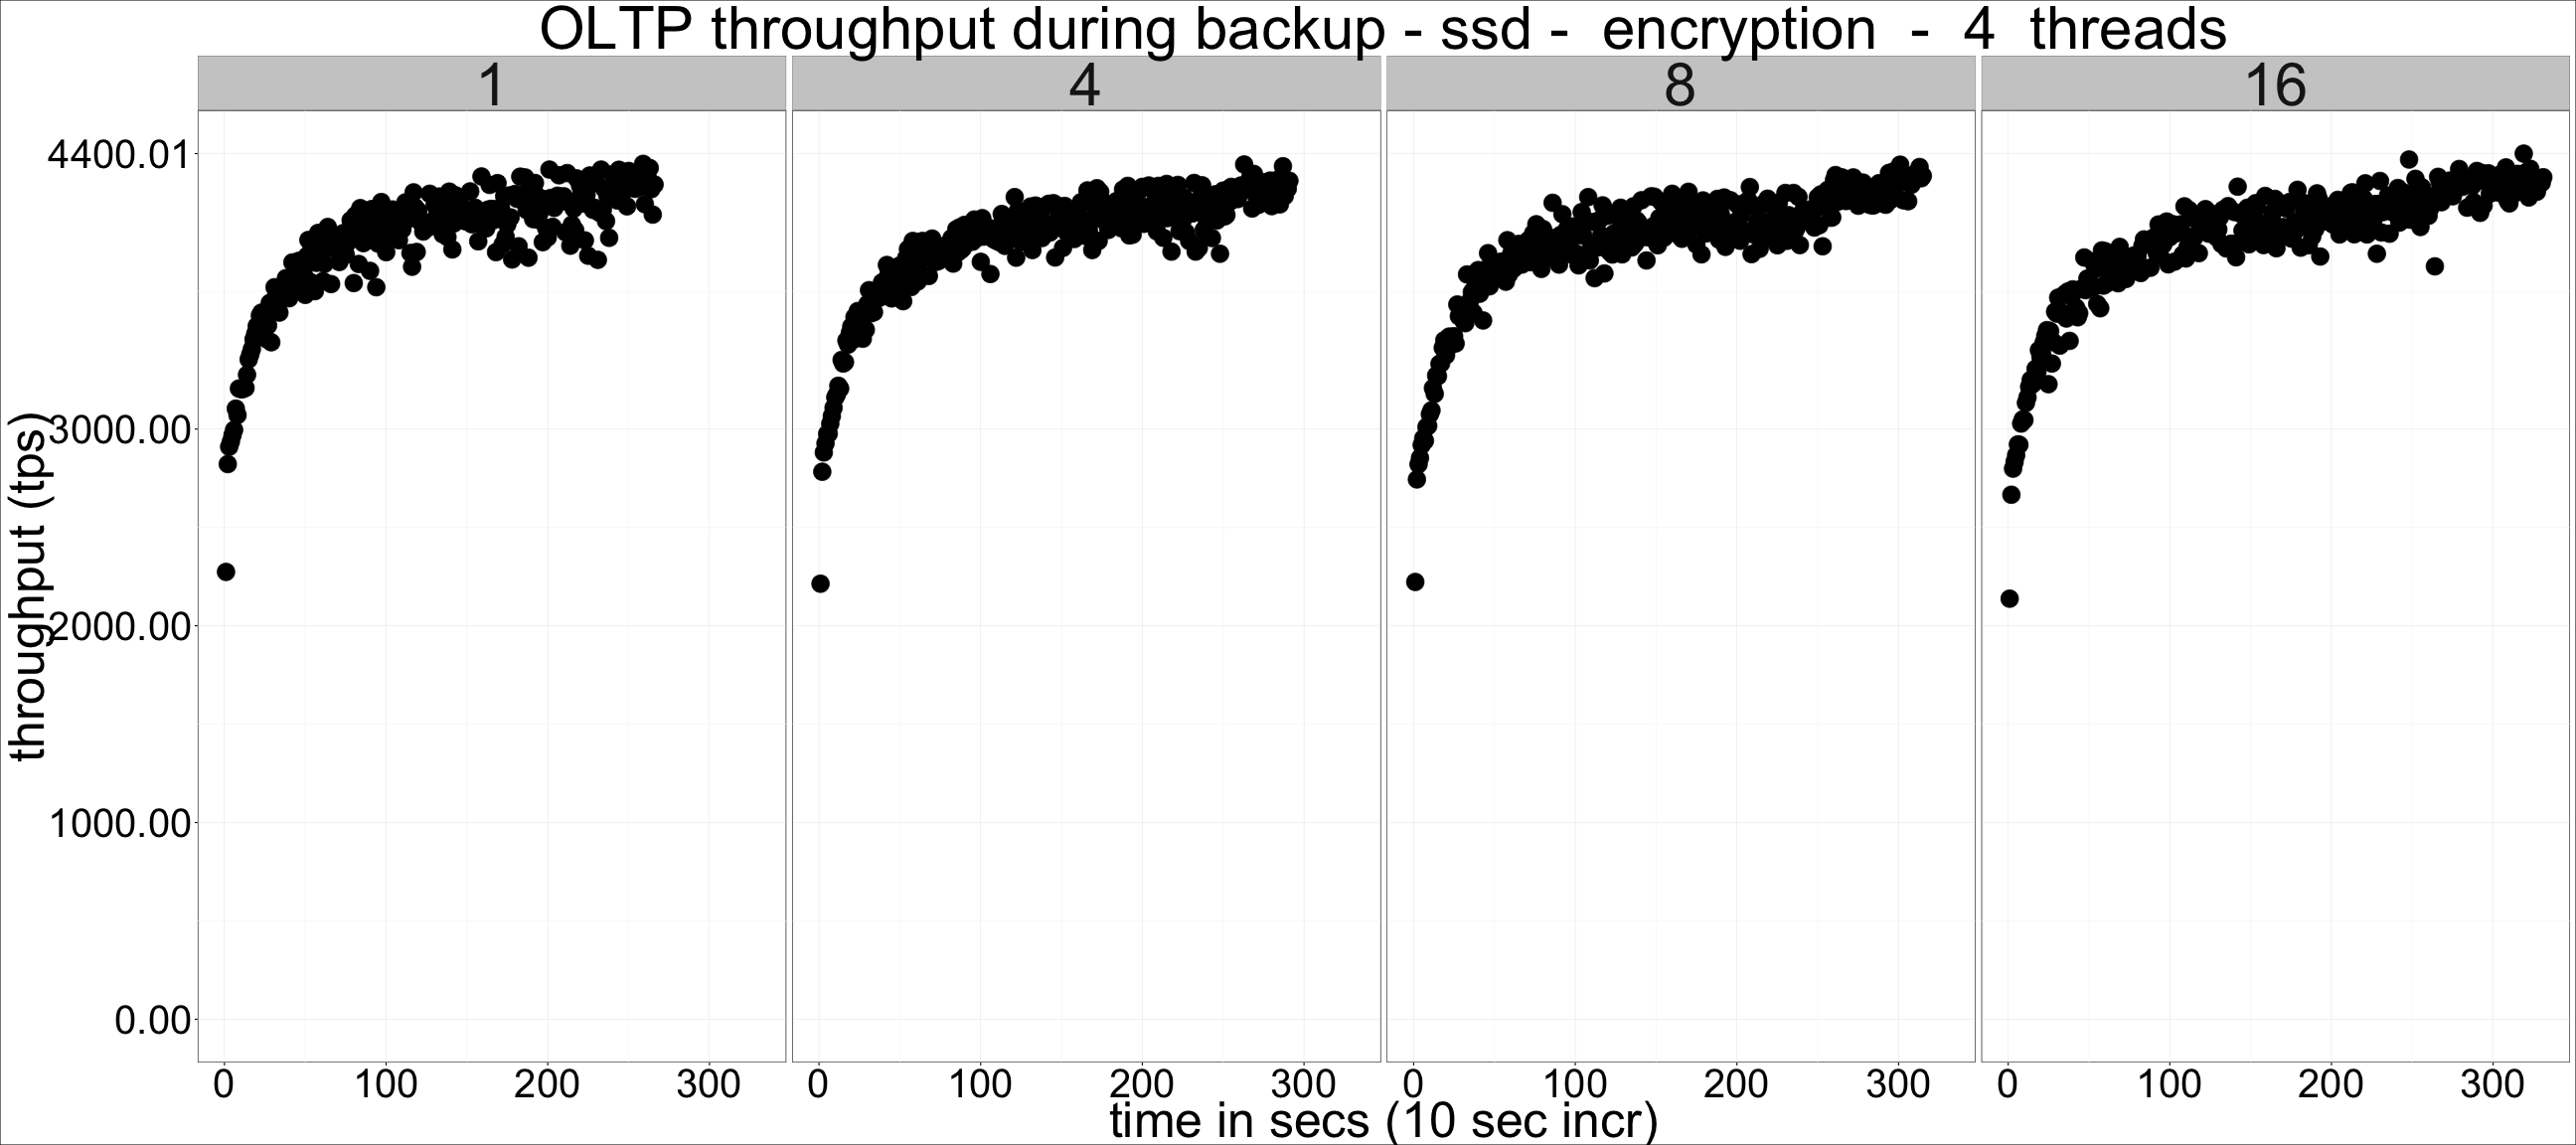 OLTP throughput during backup - ssd -  encryption  -  4  threads
1 4 8 16
throughput (tps)
4400.01
3000.00
2000.00
1000.00
0.00
0 100 200 300 0 100 200 300 0 100 200 300 0 100 200 300
time in secs (10 sec incr)